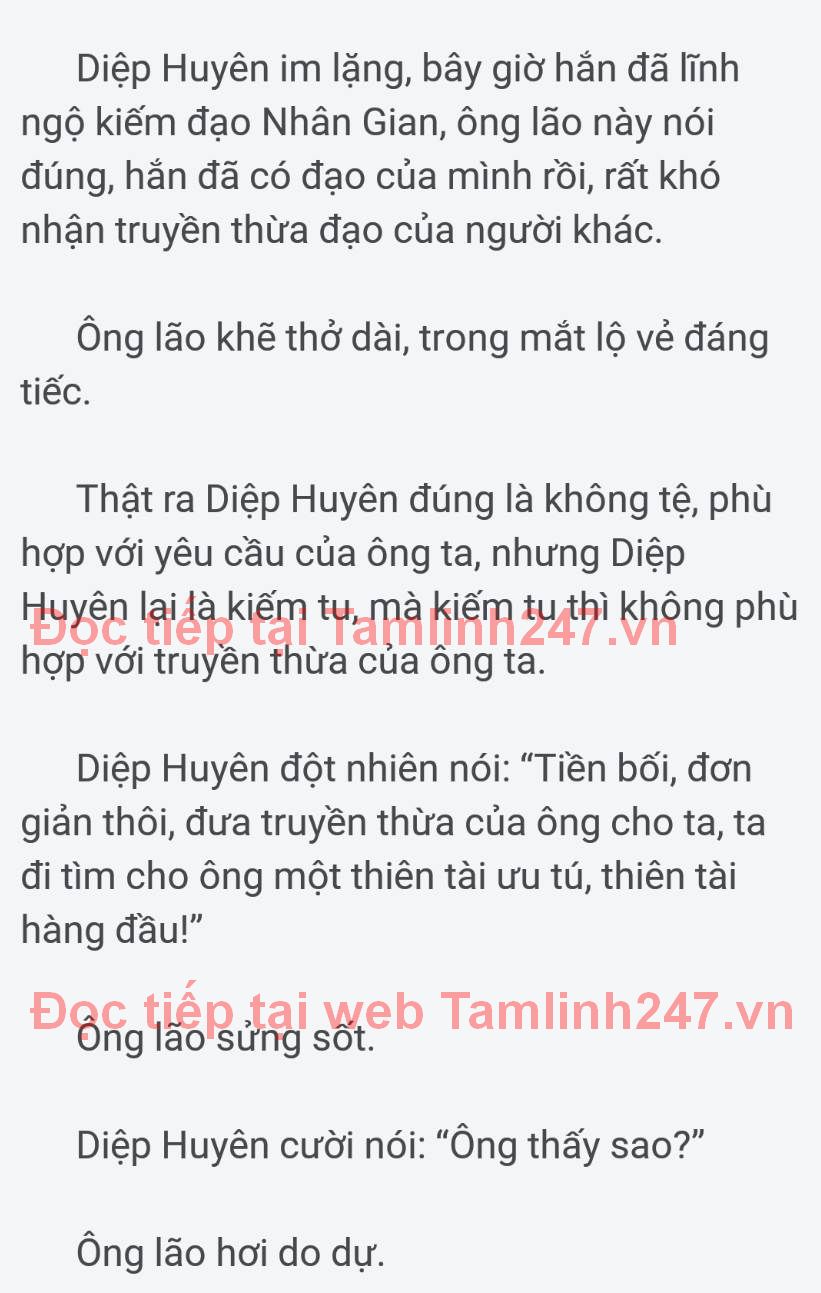 Diệp Huyên im lặng, bây giờ hắn đã lĩnh
ngộ kiếm đạo Nhân Gian, ông lão này nói
đúng, hắn đã có đạo của mình rồi, rất khó
nhận truyền thừa đạo của người khác.
Ông lão khẽ thở dài, trong mắt lộ vẻ đáng
tiếc.
Thật ra Diệp Huyên đúng là không tệ, phù
hợp với yêu cầu của ông ta, nhưng Diệp
Huyên lại là kiếm tu, mà kiếm tu thì không phù
Đọc tiếp tại Tamlinh247.vn
hợp với truyền thừa của ông ta.
Diệp Huyên đột nhiên nói: “Tiền bối, đơn
giản thôi, đưa truyền thừa của ông cho ta, ta
đi tìm cho ông một thiên tài ưu tú, thiên tài
hàng đầu!”
Đọc tiếp tại web Tamlinh247.vn
Ông lão sửng sốt.
Diệp Huyên cười nói: “Ông thấy sao?”
Ông lão hơi do dự.